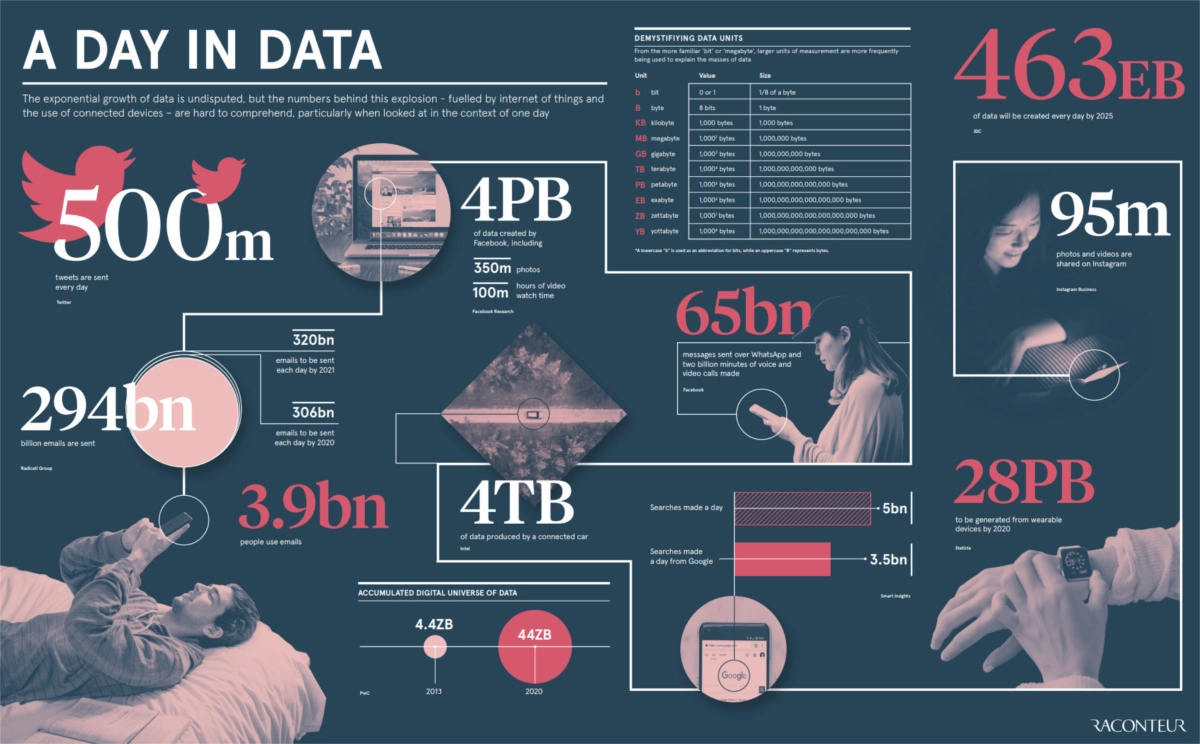 A DAY IN DATA
The exponential growth of data is undisputed, but the numbers behind this explosion – fuelled by internet of things and
the use of connected devices – are hard to comprehend, particularly when looked at in the context of one day
500m
tweets are sent
every day
Twitter
4PB
of data created by
Facebook, including
350m photos
100m hours of video
watch time
Facebook Research
DEMYSTIFIYING DATA UNITS
From the more familiar 'bit' or 'megabyte', larger units of measurement are more frequently
being used to explain the masses of data
Unit Value Size
b bit 0 or 1 1/8 of a byte
B byte 8 bits 1 byte
KB kilobyte 1,000 bytes 1,000 bytes
MB megabyte 1,000² bytes 1,000,000 bytes
GB gigabyte 1,000³ bytes 1,000,000,000 bytes
TB terabyte 1,000⁴ bytes 1,000,000,000,000 bytes
PB petabyte 1,000⁵ bytes 1,000,000,000,000,000 bytes
EB exabyte 1,000⁶ bytes 1,000,000,000,000,000,000 bytes
ZB zettabyte 1,000⁷ bytes 1,000,000,000,000,000,000,000 bytes
YB yottabyte 1,000⁸ bytes 1,000,000,000,000,000,000,000,000 bytes
*A lowercase "b" is used as an abbreviation for bits, while an uppercase "B" represents bytes.
463EB
of data will be created every day by 2025
IDC
95m
photos and videos are
shared on Instagram
Instagram Business
65bn
messages sent over WhatsApp and
two billion minutes of voice and
video calls made
Facebook
320bn
emails to be sent
each day by 2021
306bn
emails to be sent
each day by 2020
294bn
billion emails are sent
Radicati Group
3.9bn
people use emails
4TB
of data produced by a connected car
Intel
Searches made a day 5bn
Searches made
a day from Google 3.5bn
Smart Insights
Google
28PB
to be generated from wearable
devices by 2020
Statista
ACCUMULATED DIGITAL UNIVERSE OF DATA
4.4ZB 44ZB
2013 2020
PwC
RACONTEUR